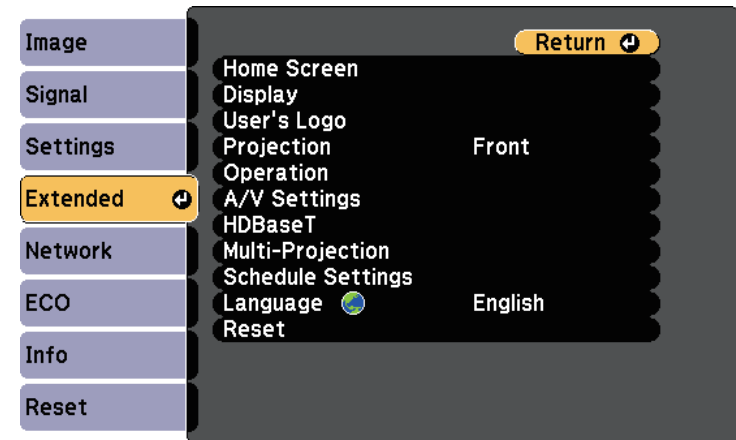 Image
Signal
Settings
Extended
Network
ECO
Info
Reset
Return
Home Screen
Display
User's Logo
Projection Front
Operation
A/V Settings
HDBaseT
Multi-Projection
Schedule Settings
Language English
Reset